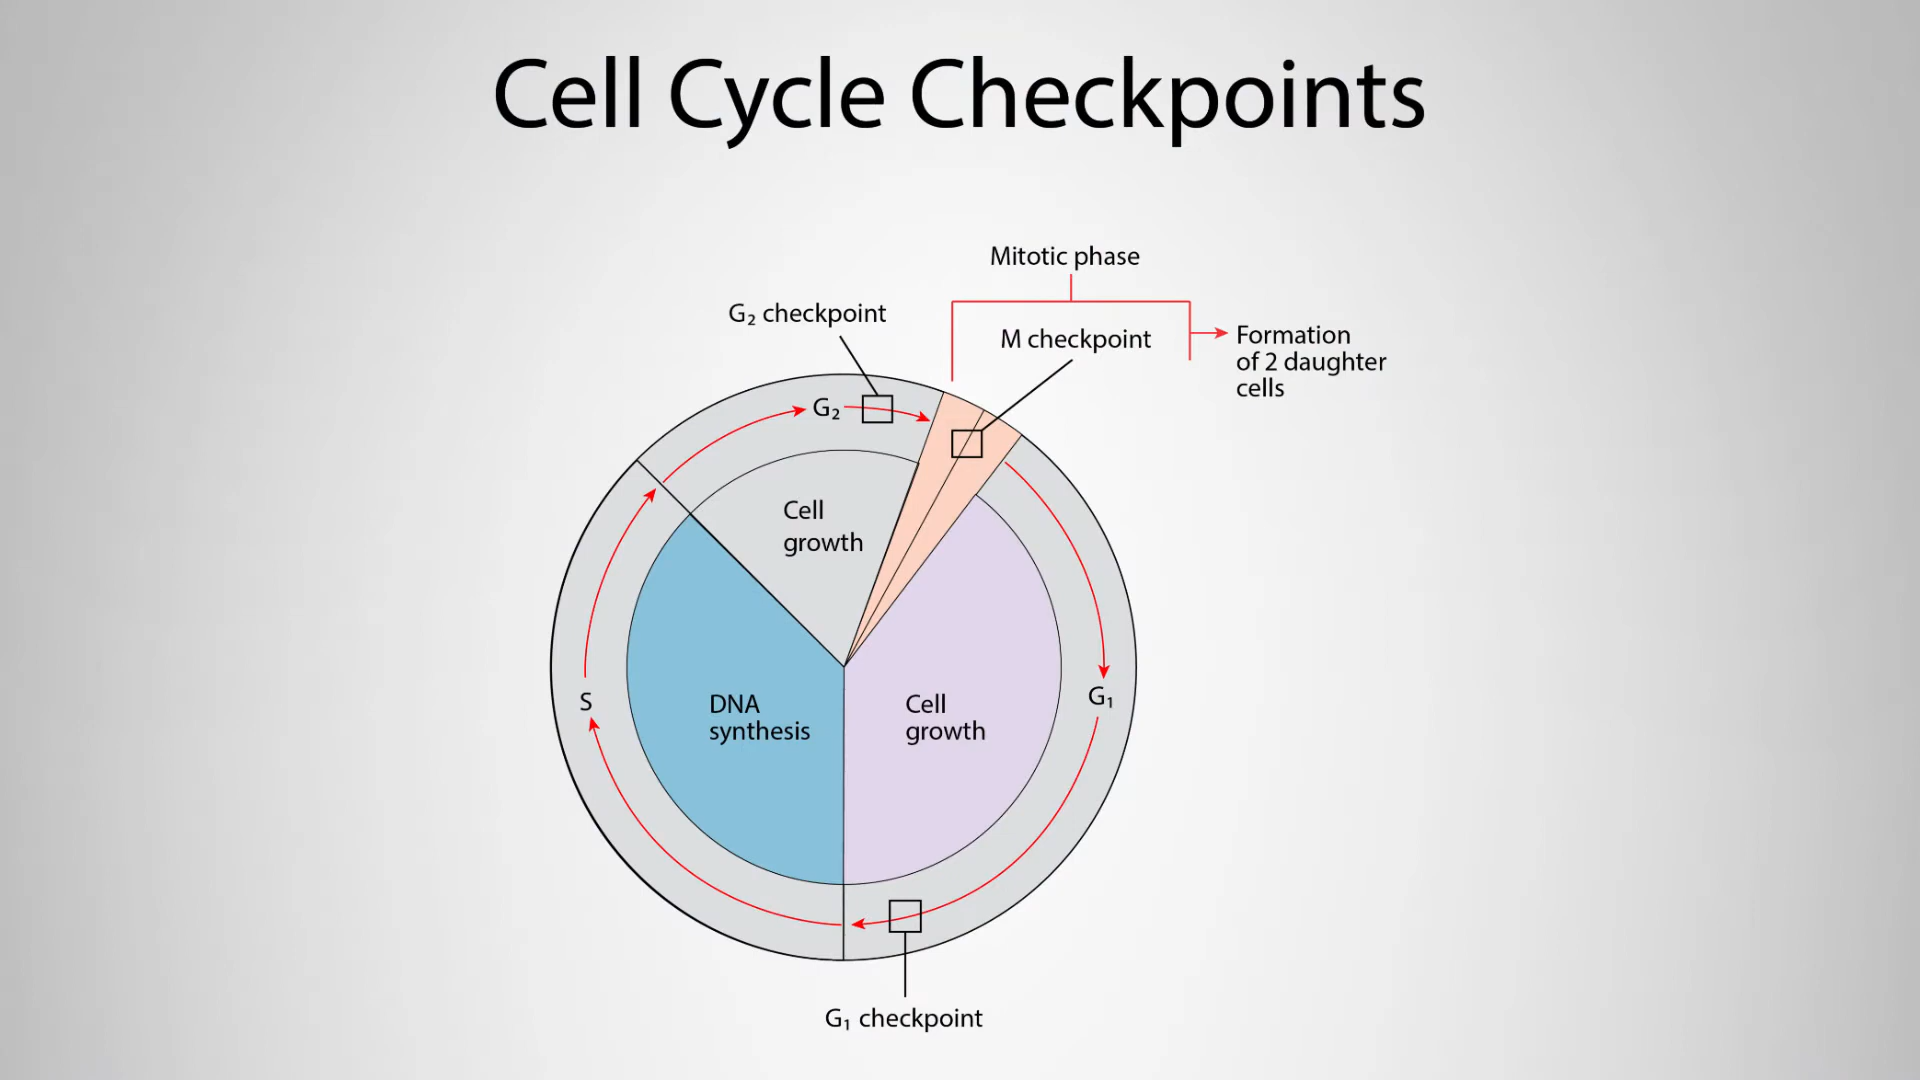 Cell Cycle Checkpoints
Mitotic phase
G₂ checkpoint
M checkpoint
Formation
of 2 daughter
cells
G₂
Cell
growth
S
DNA
synthesis
Cell
growth
G₁
G₁ checkpoint